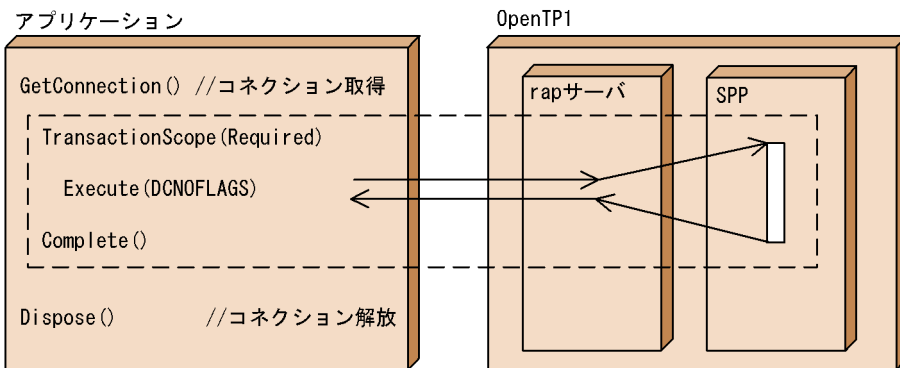 アプリケーション
GetConnection() //コネクション取得
TransactionScope(Required)
Execute(DCNOFLAGS)
Complete()
Dispose() //コネクション解放
OpenTP1
rapサーバ
SPP